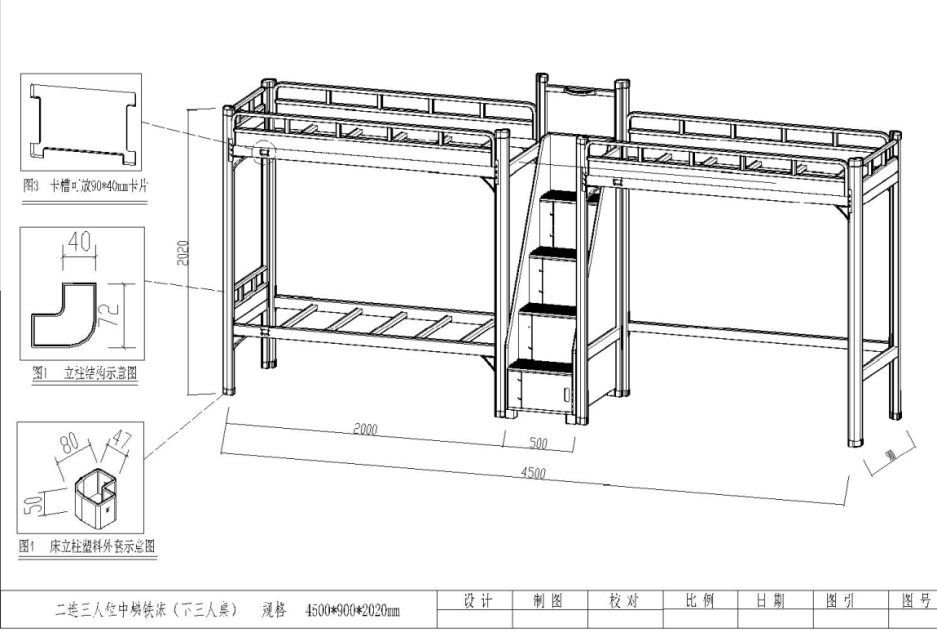 图3 卡槽可放90*40mm卡片
40
72
图1 立柱结构示意图
80
47
50
图1 床立柱塑料外套示意图
2020
2000
500
4500
二连三人位中梯铁床（下三人桌） 规格 4500*900*2020mm
设计
制图
校对
比例
日期
图引
图号